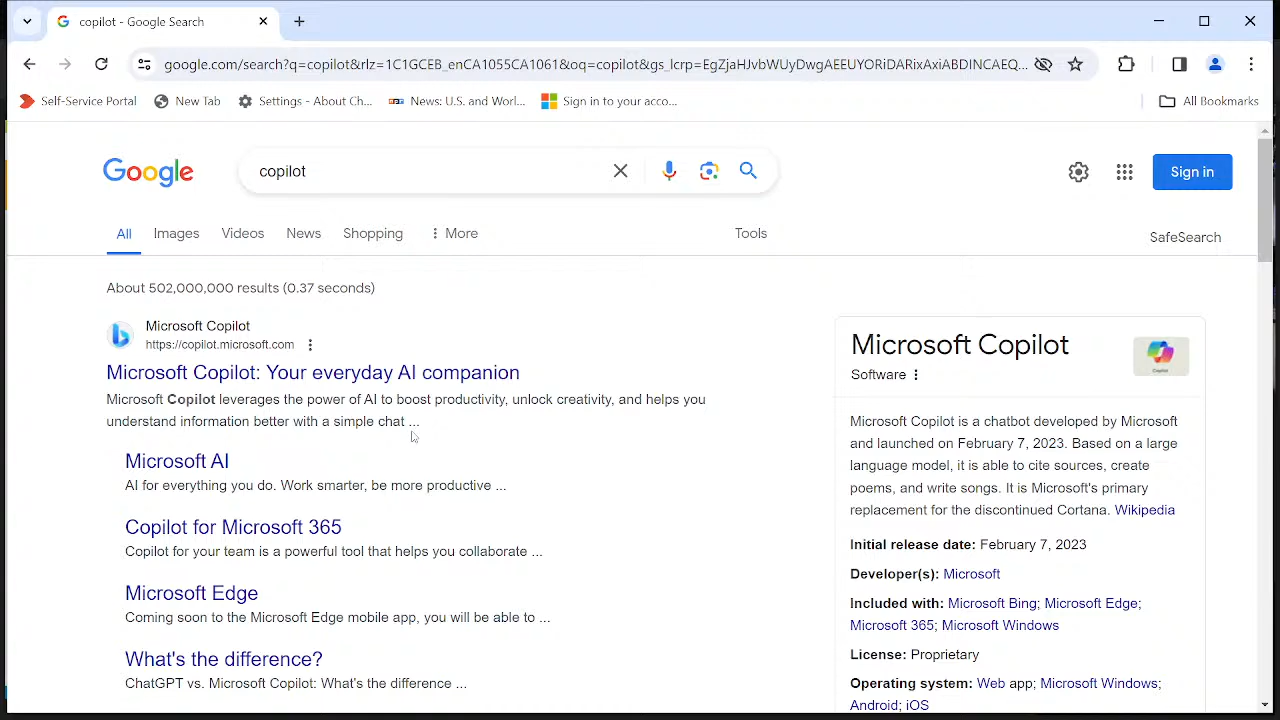 copilot - Google Search
google.com/search?q=copilot&rlz=1C1GCEB_enCA1055CA1061&oq=copilot&gs_lcrp=EgZjaHJvbWUyDwgAEEUYORiDARixAxiABDINCAEQ...
Self-Service Portal New Tab Settings - About Ch... News: U.S. and Worl... Sign in to your acco... All Bookmarks
Google copilot Sign in
All Images Videos News Shopping More Tools
SafeSearch
About 502,000,000 results (0.37 seconds)
Microsoft Copilot
https://copilot.microsoft.com
Microsoft Copilot: Your everyday AI companion
Microsoft Copilot leverages the power of AI to boost productivity, unlock creativity, and helps you
understand information better with a simple chat ...
Microsoft AI
AI for everything you do. Work smarter, be more productive ...
Copilot for Microsoft 365
Copilot for your team is a powerful tool that helps you collaborate ...
Microsoft Edge
Coming soon to the Microsoft Edge mobile app, you will be able to ...
What's the difference?
ChatGPT vs. Microsoft Copilot: What's the difference ...
Microsoft Copilot
Software
Microsoft Copilot is a chatbot developed by Microsoft
and launched on February 7, 2023. Based on a large
language model, it is able to cite sources, create
poems, and write songs. It is Microsoft's primary
replacement for the discontinued Cortana. Wikipedia
Initial release date: February 7, 2023
Developer(s): Microsoft
Included with: Microsoft Bing; Microsoft Edge;
Microsoft 365; Microsoft Windows
License: Proprietary
Operating system: Web app; Microsoft Windows;
Android; iOS